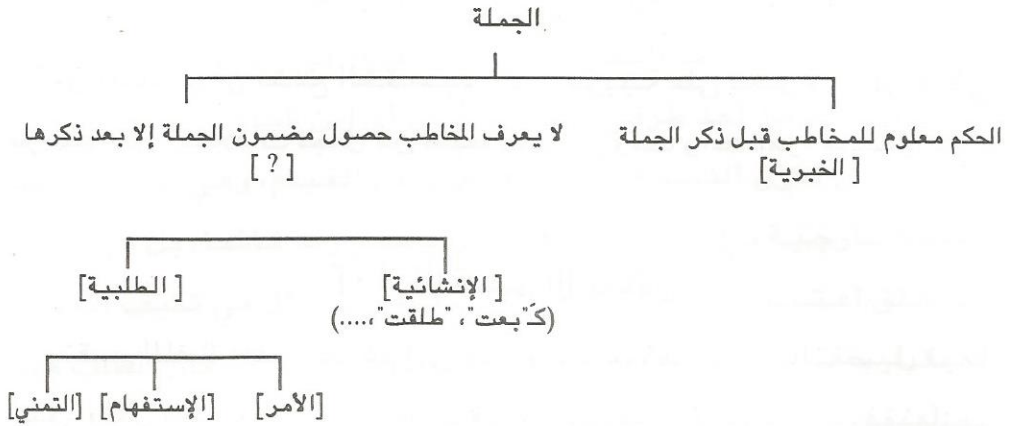 الجملة
الحكم معلوم للمخاطب قبل ذكر الجملة
[ الخبرية]
لا يعرف المخاطب حصول مضمون الجملة إلا بعد ذكرها
[ ? ]
[ الإنشائية]
(كَ"بعت"، "طلقت"،....)
[ الطلبية]
[الأمر]
[الإستفهام]
[التمني]